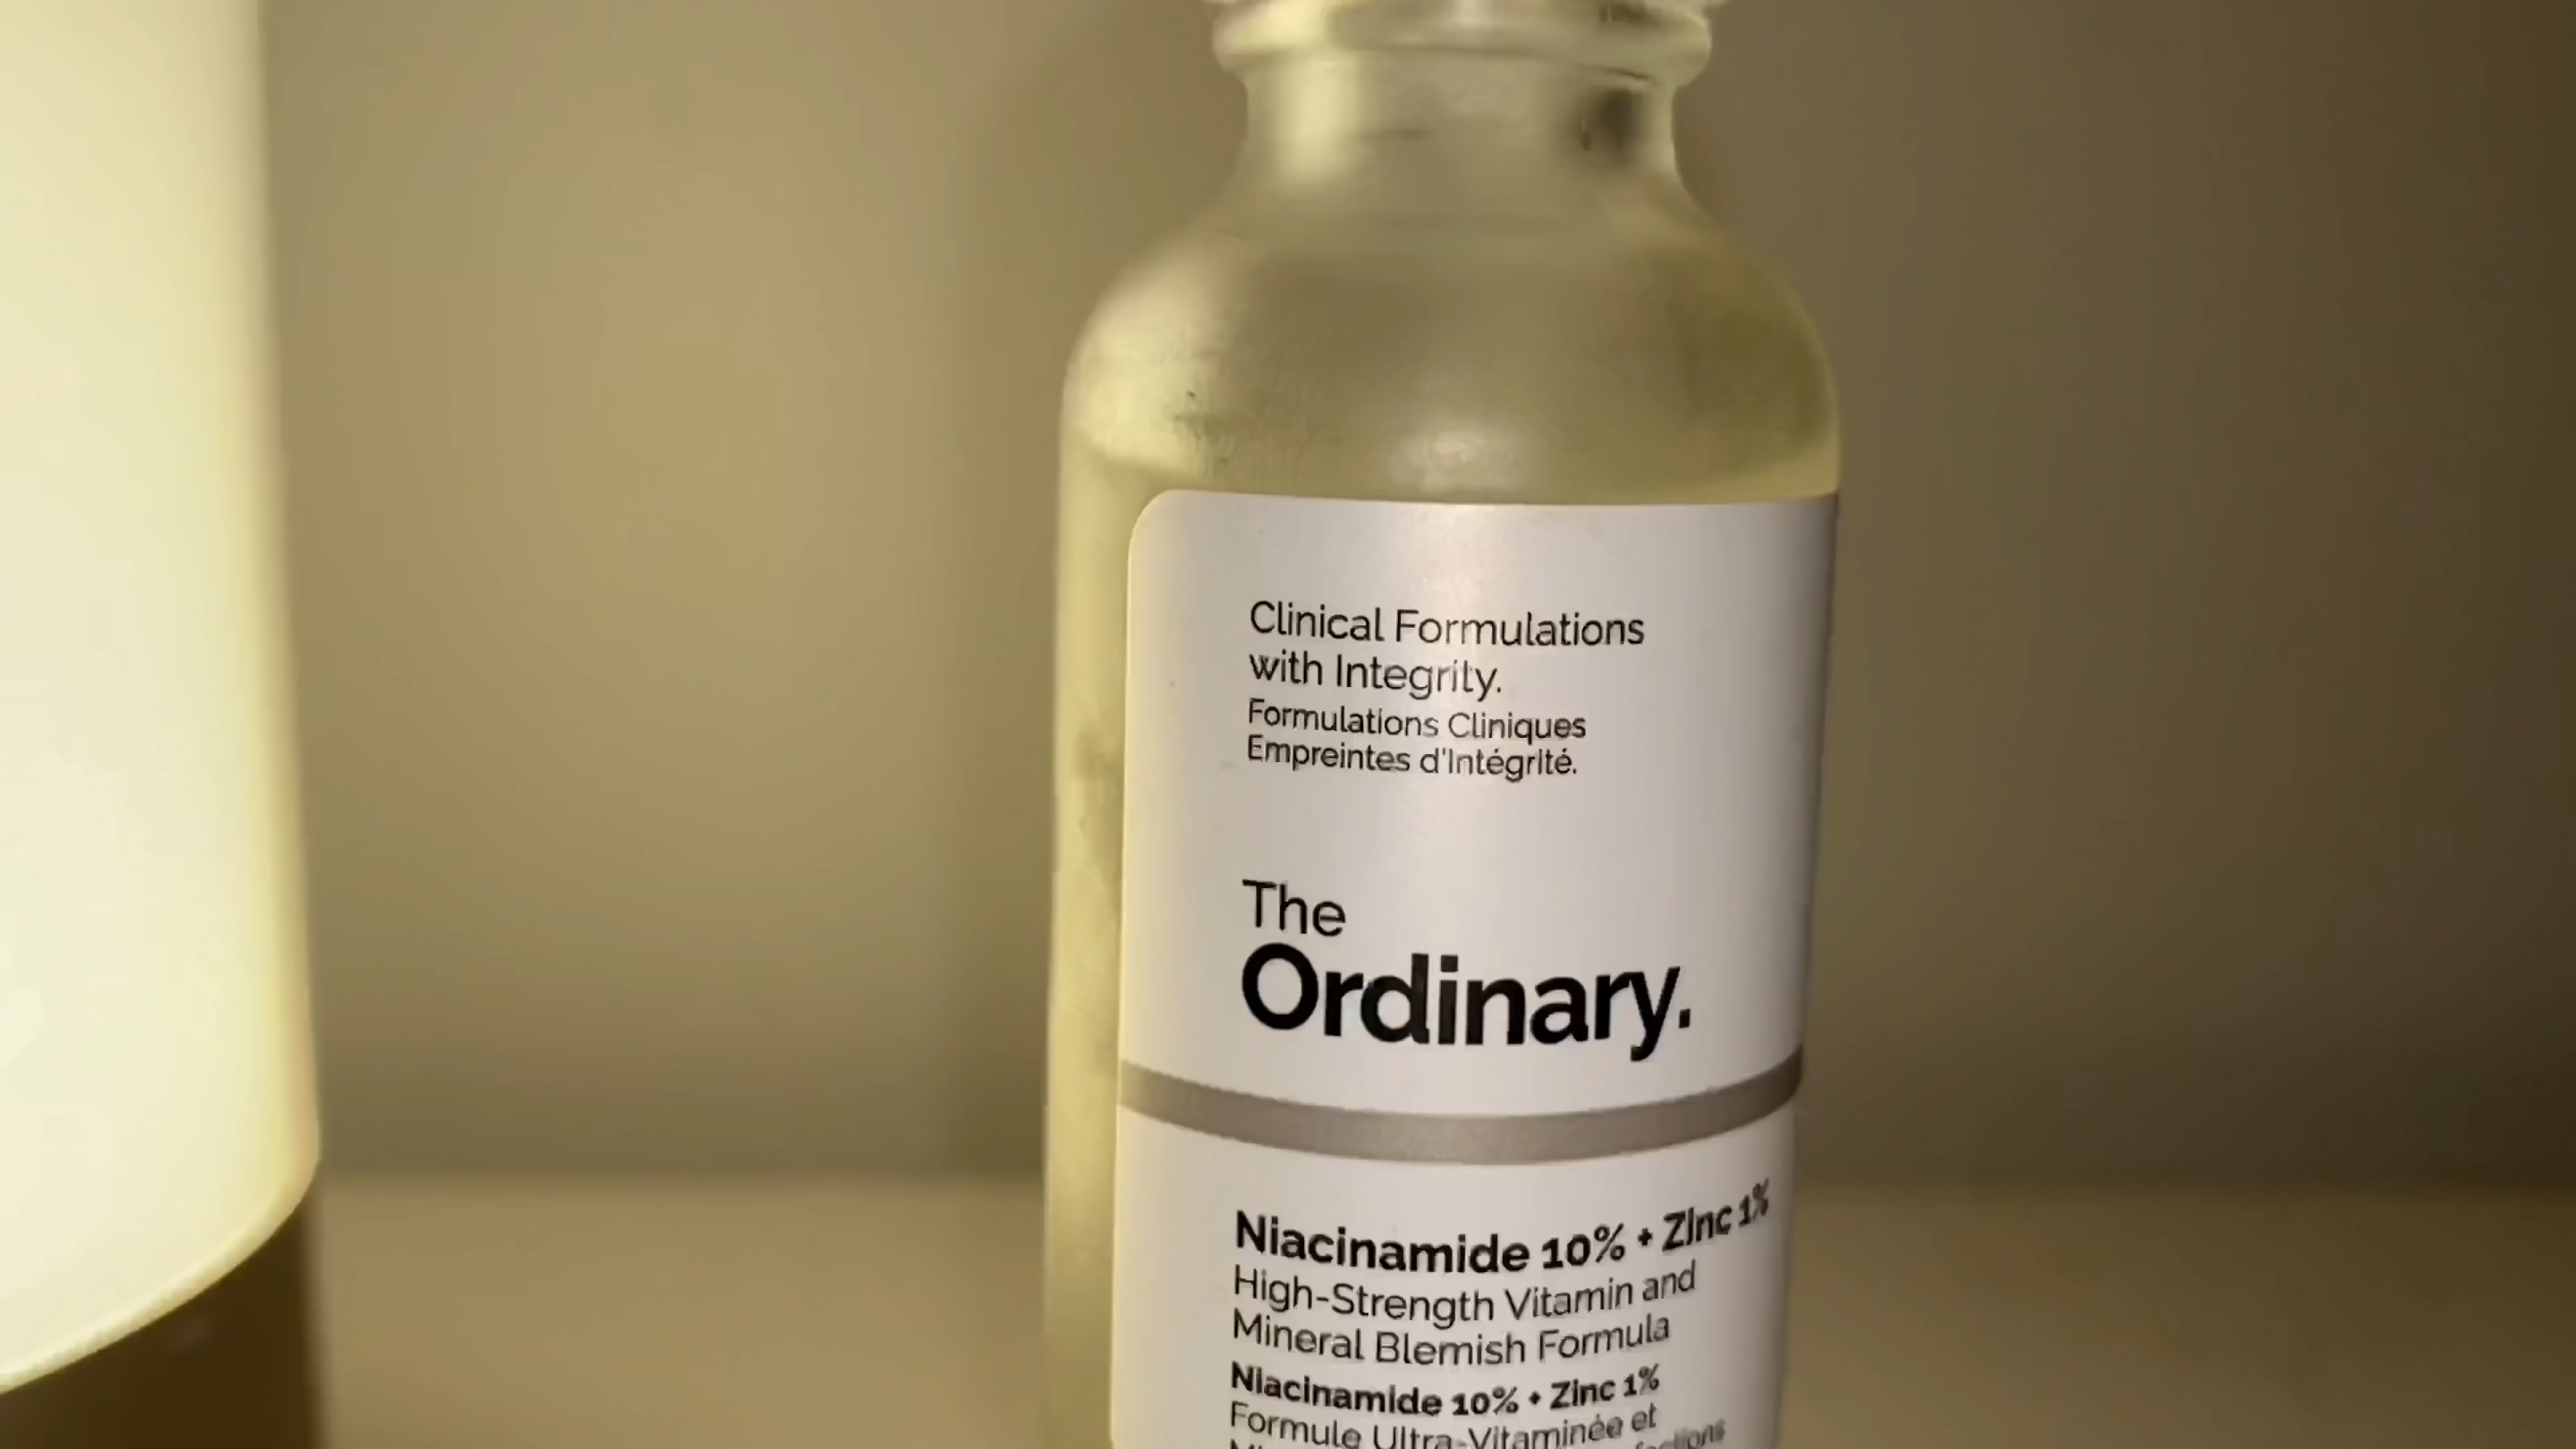 Clinical Formulations
with Integrity.
Formulations Cliniques
Empreintes d'Intégrité.
The
Ordinary.
Niacinamide 10% + Zinc 1%
High-Strength Vitamin and
Mineral Blemish Formula
Niacinamide 10% + Zinc 1%
Formule Ultra-Vitaminée et